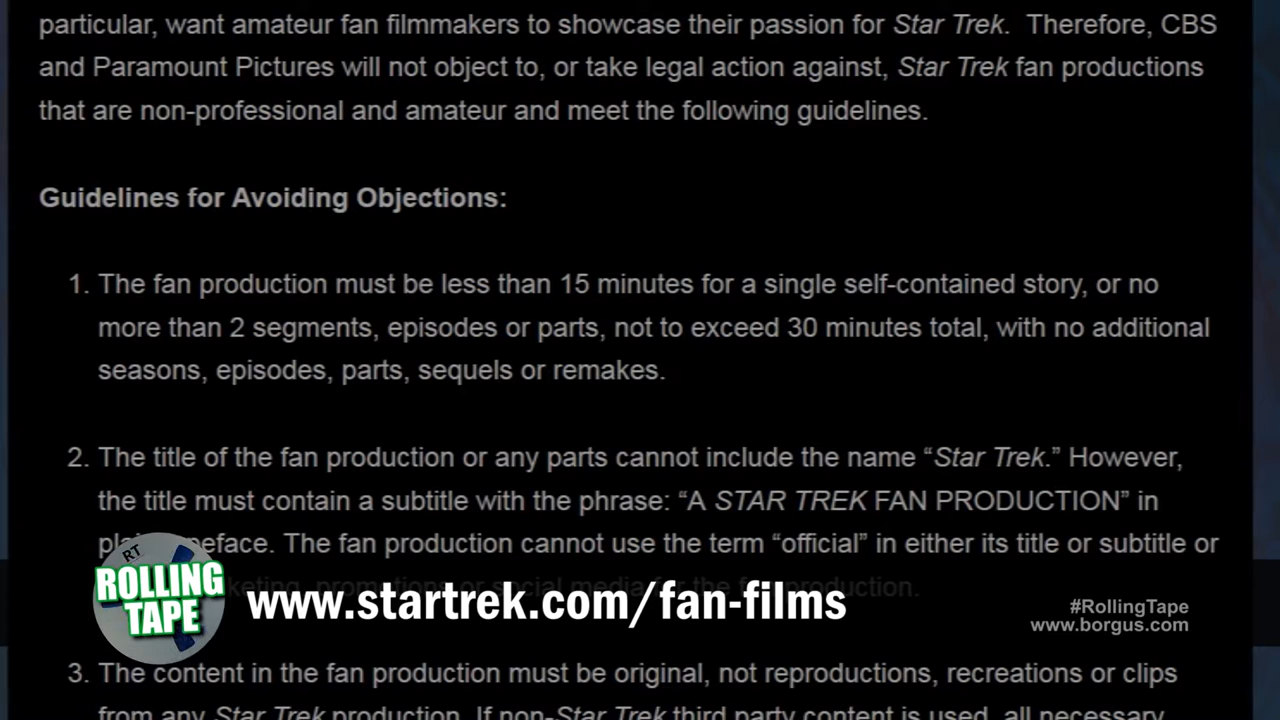 particular, want amateur fan filmmakers to showcase their passion for Star Trek. Therefore, CBS
and Paramount Pictures will not object to, or take legal action against, Star Trek fan productions
that are non-professional and amateur and meet the following guidelines.
Guidelines for Avoiding Objections:
1. The fan production must be less than 15 minutes for a single self-contained story, or no
more than 2 segments, episodes or parts, not to exceed 30 minutes total, with no additional
seasons, episodes, parts, sequels or remakes.
2. The title of the fan production or any parts cannot include the name “Star Trek.” However,
the title must contain a subtitle with the phrase: “A STAR TREK FAN PRODUCTION” in
The fan production cannot use the term “official” in either its title or subtitle or
promotions or social media for the fan production.
RT
ROLLING
TAPE
www.startrek.com/fan-films
#RollingTape
www.borgus.com
3. The content in the fan production must be original, not reproductions, recreations or clips
from any Star Trek production. If non-Star Trek third party content is used, all necessary